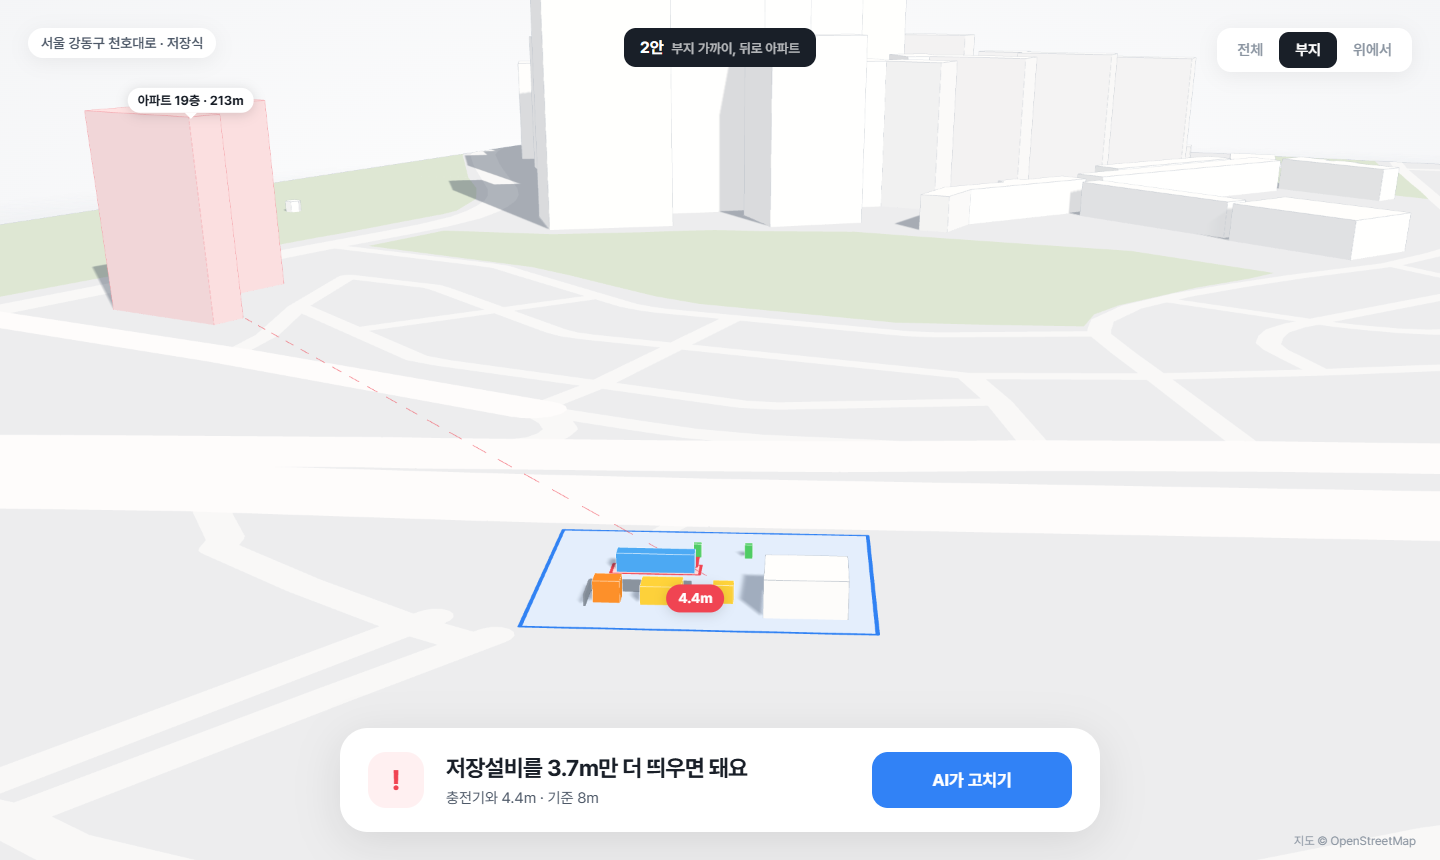 서울 강동구 천호대로 · 저장식
2안 부지 가까이, 뒤로 아파트
전체 부지 위에서
아파트 19층 · 213m
4.4m
!
저장설비를 3.7m만 더 띄우면 돼요
충전기와 4.4m · 기준 8m
AI가 고치기
지도 © OpenStreetMap